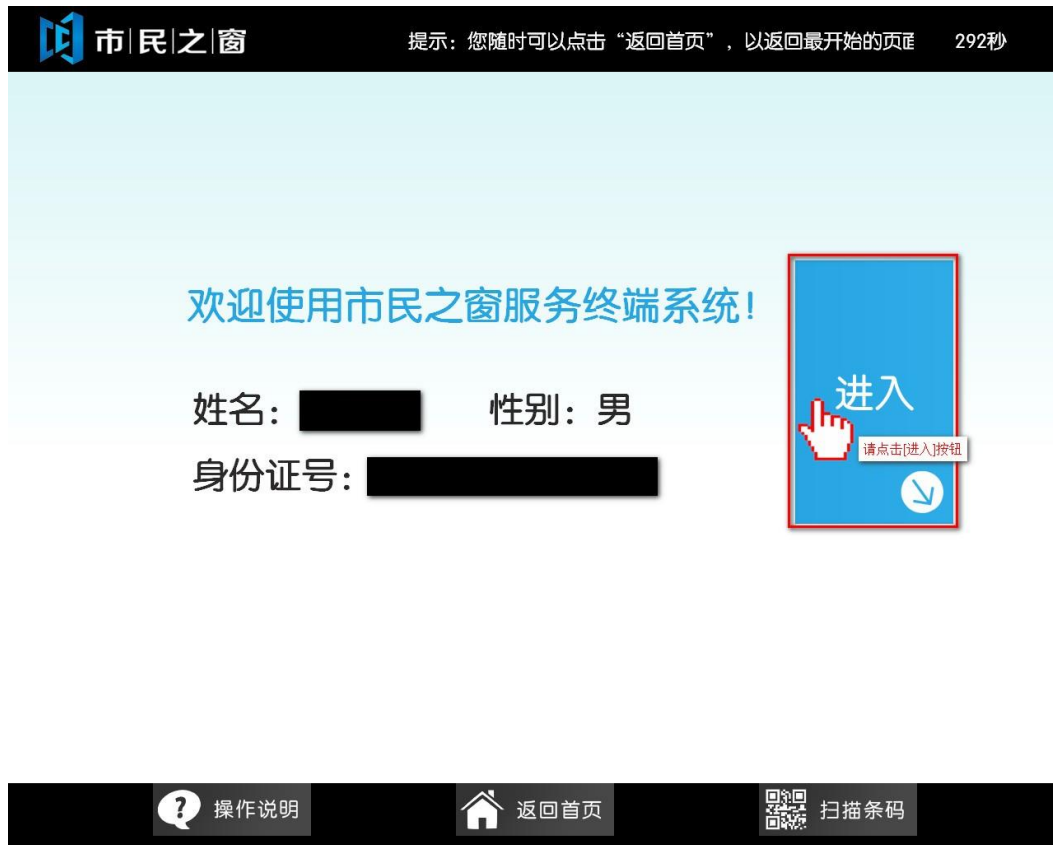 市民之窗
提示：您随时可以点击“返回首页”，以返回最开始的页面 292秒
欢迎使用市民之窗服务终端系统！
姓名： 性别：男
身份证号：
进入
请点击[进入]按钮
操作说明 返回首页 扫描条码